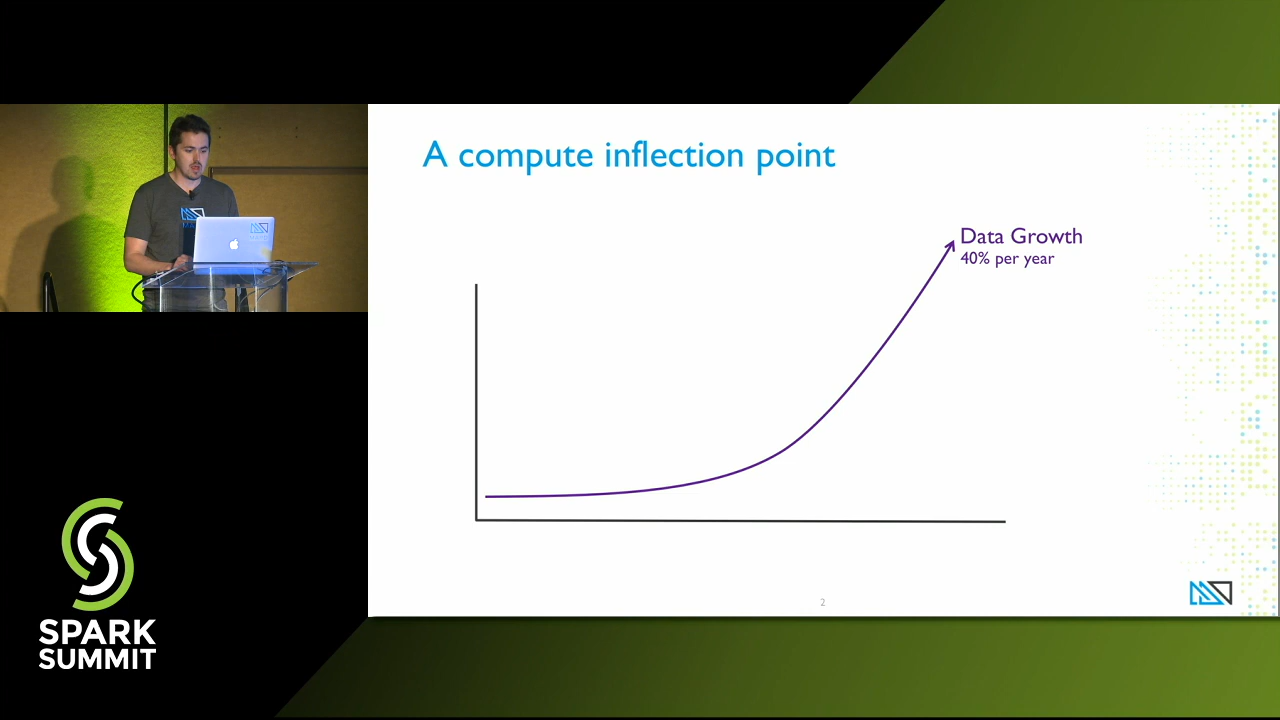 A compute inflection point
Data Growth
40% per year
2
SPARK
SUMMIT